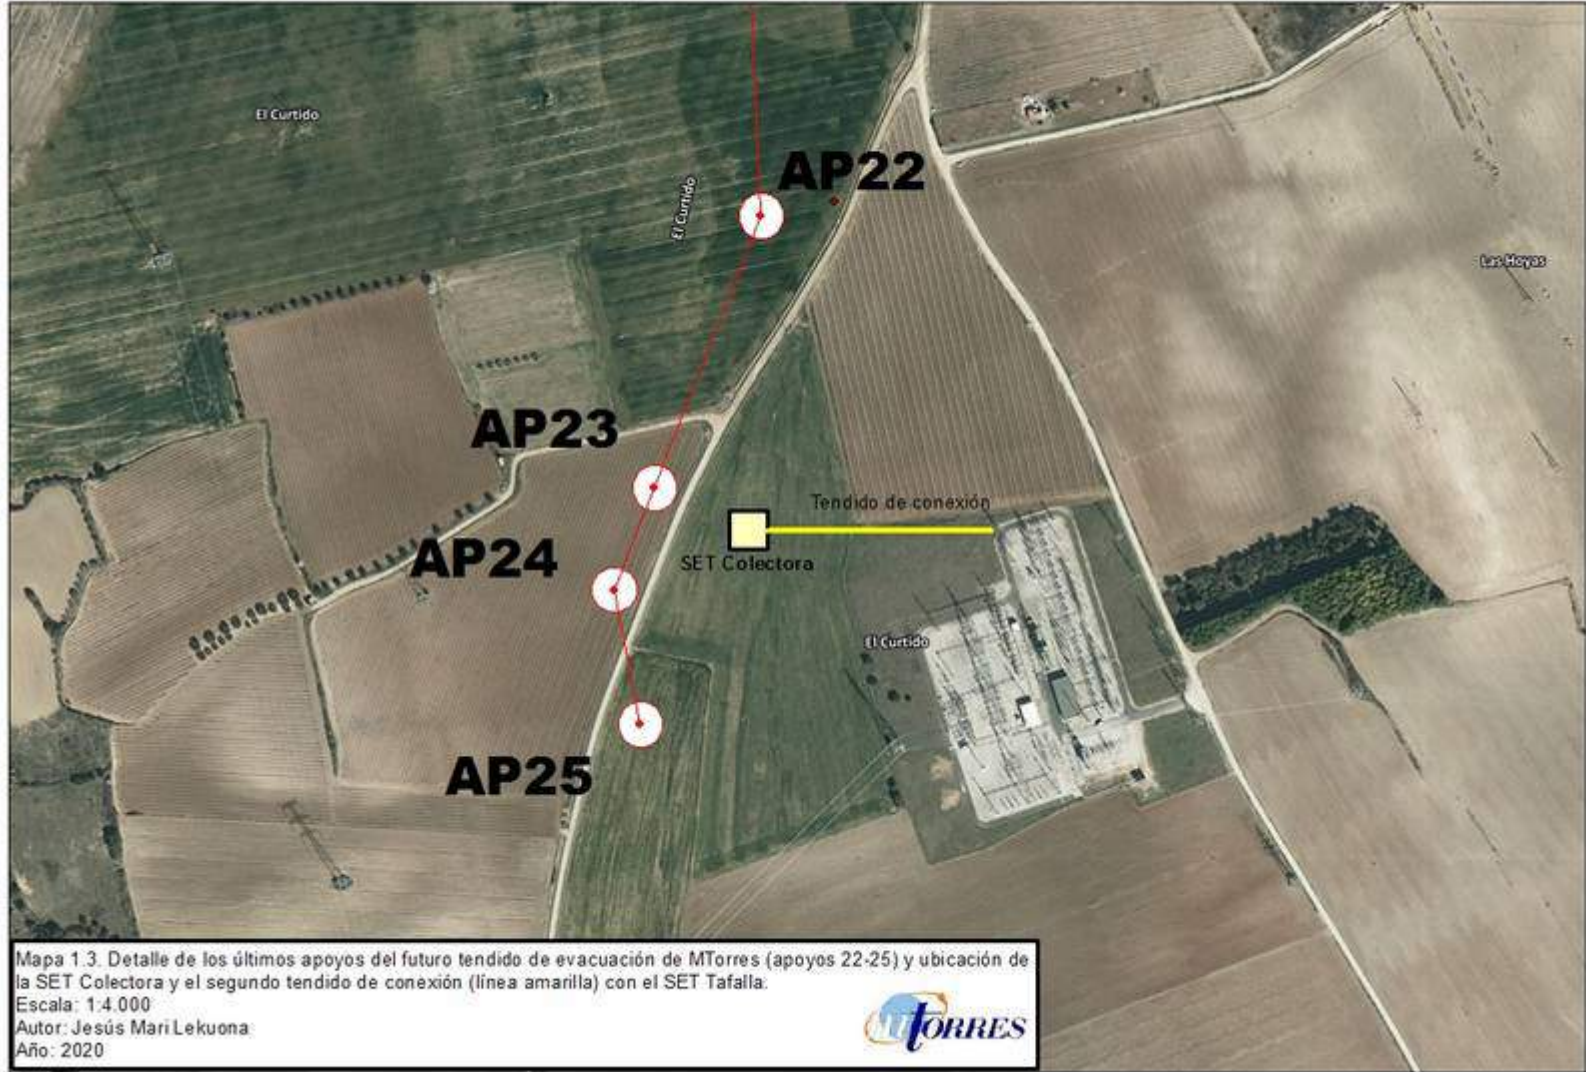 El Curtido
AP22
El Curtido
Las Hoyas
AP23
Tendido de conexión
AP24
SET Colectora
El Curtido
AP25
Mapa 1.3. Detalle de los últimos apoyos del futuro tendido de evacuación de MTorres (apoyos 22-25) y ubicación de
la SET Colectora y el segundo tendido de conexión (línea amarilla) con el SET Tafalla.
Escala: 1:4.000
Autor: Jesús Mari Lekuona
Año: 2020
MTORRES